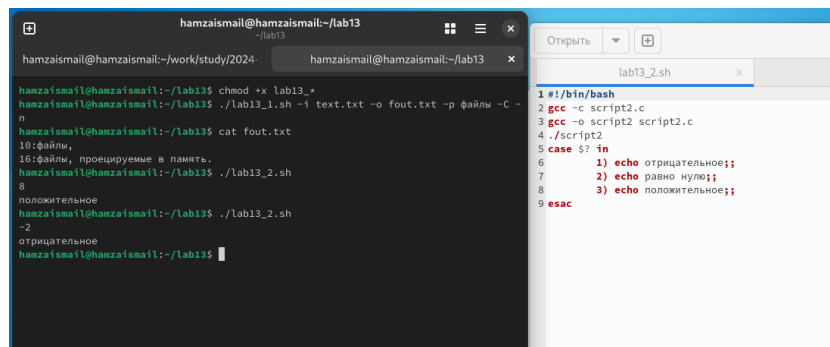 hamzaismail@hamzaismail:~/lab13
~/lab13
hamzaismail@hamzaismail:~/work/study/2024-
hamzaismail@hamzaismail:~/lab13 ×
hamzaismail@hamzaismail:~/lab13$ chmod +x lab13_*
hamzaismail@hamzaismail:~/lab13$ ./lab13_1.sh -i text.txt -o fout.txt -p файлы -C -
n
hamzaismail@hamzaismail:~/lab13$ cat fout.txt
10:файлы,
16:файлы, проецируемые в память.
hamzaismail@hamzaismail:~/lab13$ ./lab13_2.sh
8
положительное
hamzaismail@hamzaismail:~/lab13$ ./lab13_2.sh
-2
отрицательное
hamzaismail@hamzaismail:~/lab13$
Открыть
lab13_2.sh ×
1 #!/bin/bash
2 gcc -c script2.c
3 gcc -o script2 script2.c
4 ./script2
5 case $? in
6 1) echo отрицательное;;
7 2) echo равно нулю;;
8 3) echo положительное;;
9 esac